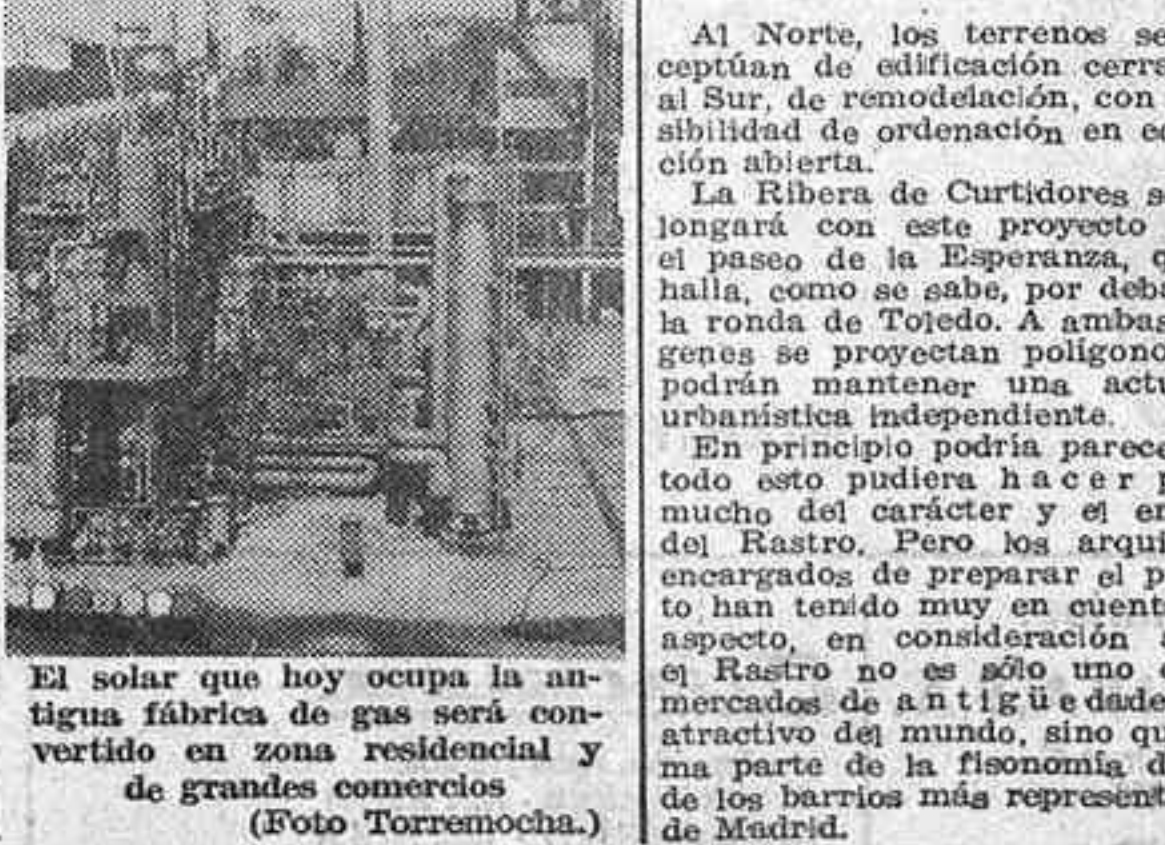 El solar que hoy ocupa la an-
tigua fábrica de gas será con-
vertido en zona residencial y
de grandes comercios
(Foto Torremocha.)
Al Norte, los terrenos se
ceptúan de edificación cerra
al Sur, de remodelación, con
sibilidad de ordenación en ed
ción abierta.
La Ribera de Curtidores s
longará con este proyecto
el paseo de la Esperanza, q
halla, como se sabe, por deba
la ronda de Toledo. A ambas
genes se proyectan polígono
podrán mantener una actu
urbanística independiente.
En principio podría parece
todo esto pudiera hacer p
mucho del carácter y el en
del Rastro. Pero los arqui
encargados de preparar el p
to han tenido muy en cuent
aspecto, en consideración a
el Rastro no es sólo uno d
mercados de antigüedade
atractivo del mundo, sino qu
ma parte de la fisonomía d
de los barrios más represent
de Madrid.